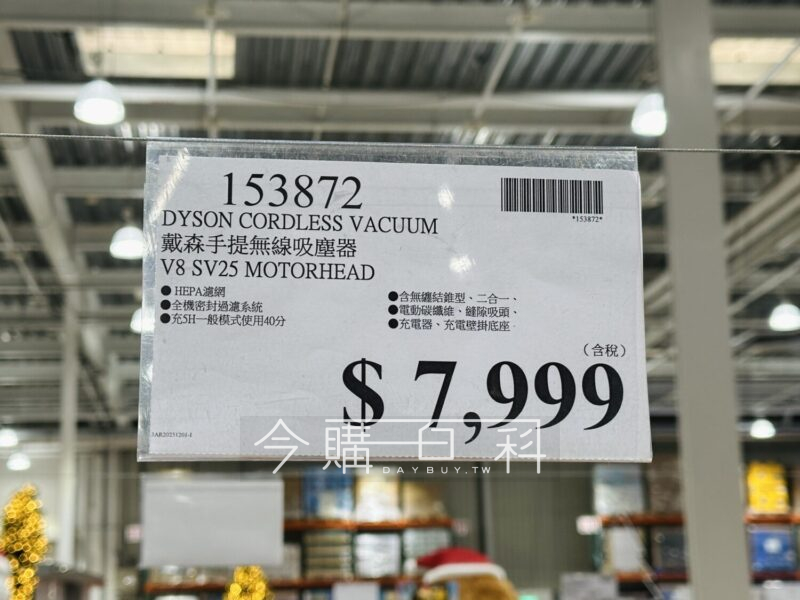 153872
*153872*
DYSON CORDLESS VACUUM
戴森手提無線吸塵器
V8 SV25 MOTORHEAD
●HEPA濾網
●全機密封過濾系統
●充5H一般模式使用40分
●含無纏結錐型、二合一、
●電動碳纖維、縫隙吸頭、
●充電器、充電壁掛底座
(含稅)
$ 7,999
今購百科
DAYBUY.TW